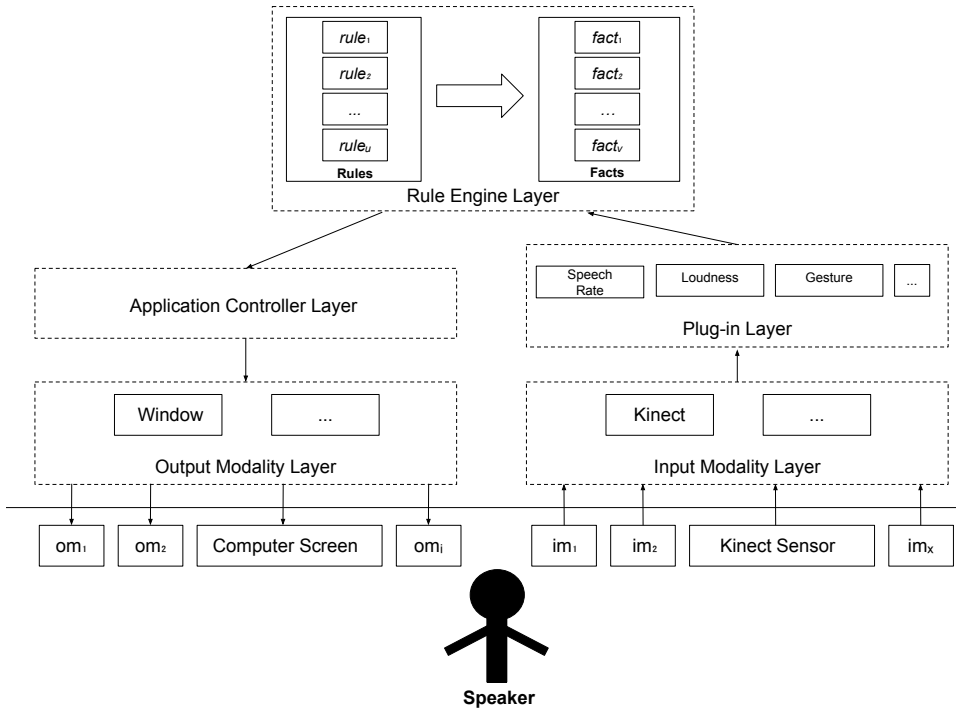 rule₁
fact₁
rule₂
fact₂
...
...
ruleᵤ
factᵥ
Rules
Facts
Rule Engine Layer
Application Controller Layer
Speech
Rate
Loudness
Gesture
...
Plug-in Layer
Window
...
Output Modality Layer
Kinect
...
Input Modality Layer
om₁
om₂
Computer Screen
omⱼ
im₁
im₂
Kinect Sensor
imₓ
Speaker